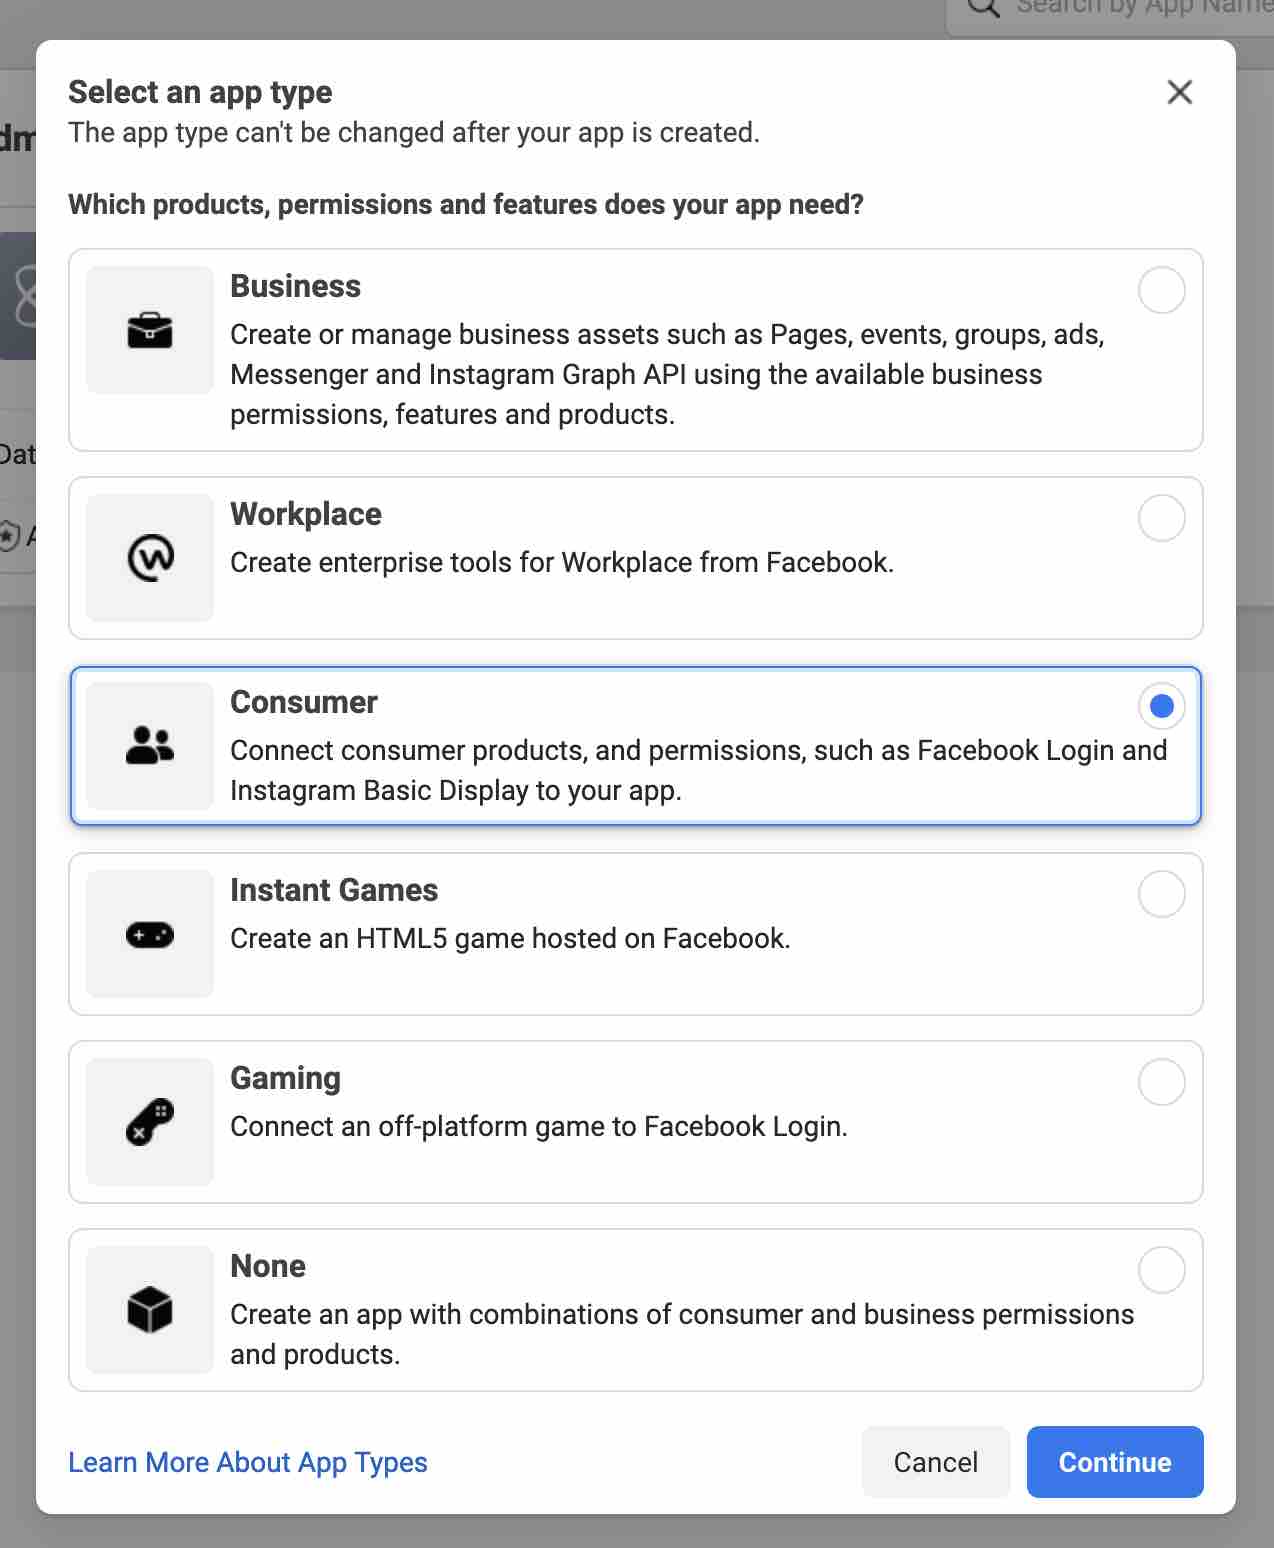 Search by App Name
Select an app type
The app type can't be changed after your app is created.
Which products, permissions and features does your app need?
Business
Create or manage business assets such as Pages, events, groups, ads,
Messenger and Instagram Graph API using the available business
permissions, features and products.
Workplace
Create enterprise tools for Workplace from Facebook.
Consumer
Connect consumer products, and permissions, such as Facebook Login and
Instagram Basic Display to your app.
Instant Games
Create an HTML5 game hosted on Facebook.
Gaming
Connect an off-platform game to Facebook Login.
None
Create an app with combinations of consumer and business permissions
and products.
Learn More About App Types
Cancel
Continue